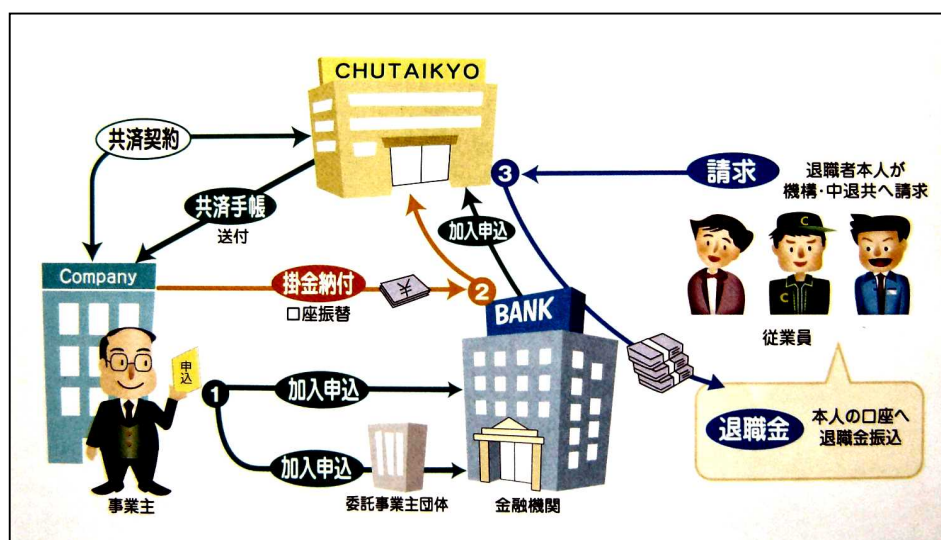 CHUTAIKYO
共済契約
共済手帳
送付
加入申込
3
請求
退職者本人が
機構・中退共へ請求
C
C
従業員
Company
掛金納付
口座振替
¥
2
BANK
申込
1
加入申込
加入申込
事業主
委託事業主団体
金融機関
退職金
本人の口座へ
退職金振込